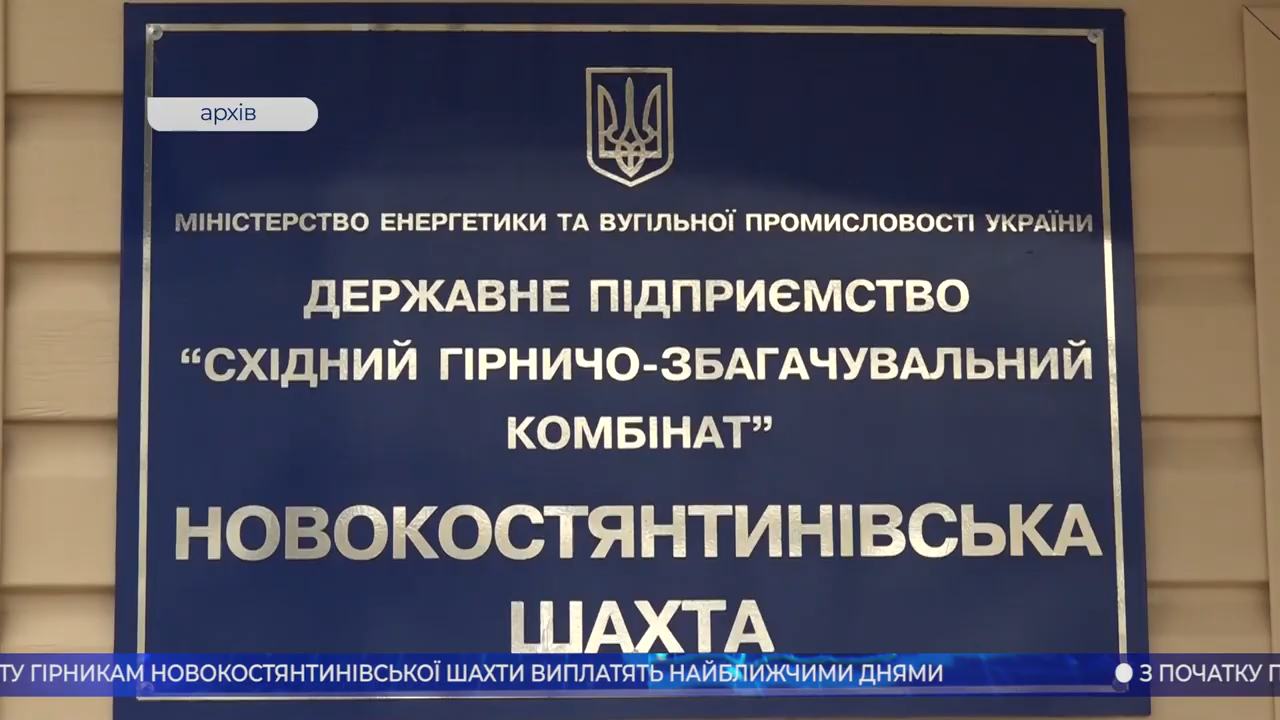 архів
МІНІСТЕРСТВО ЕНЕРГЕТИКИ ТА ВУГІЛЬНОЇ ПРОМИСЛОВОСТІ УКРАЇНИ
ДЕРЖАВНЕ ПІДПРИЄМСТВО
“СХІДНИЙ ГІРНИЧО-ЗБАГАЧУВАЛЬНИЙ
КОМБІНАТ”
НОВОКОСТЯНТИНІВСЬКА
ШАХТА
ГІРНИКАМ НОВОКОСТЯНТИНІВСЬКОЇ ШАХТИ ВИПЛАТЯТЬ НАЙБЛИЖЧИМИ ДНЯМИ ● З ПОЧАТКУ